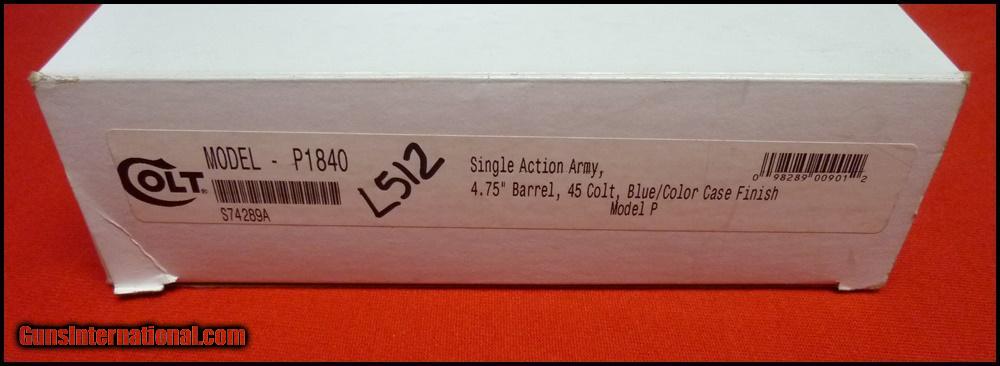 COLT®
MODEL - P1840
S74289A
L512
Single Action Army,
4.75" Barrel, 45 Colt, Blue/Color Case Finish
Model P
0 98289 00901 2
GunsInternational.com